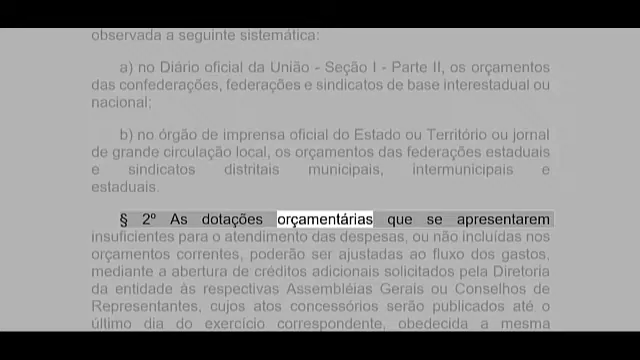 observada a seguinte sistemática:
a) no Diário oficial da União - Seção I - Parte II, os orçamentos
das confederações, federações e sindicatos de base interestadual ou
nacional;
b) no órgão de imprensa oficial do Estado ou Território ou jornal
de grande circulação local, os orçamentos das federações estaduais
e sindicatos distritais municipais, intermunicipais e
estaduais.
§ 2º As dotações orçamentárias que se apresentarem
insuficientes para o atendimento das despesas, ou não incluídas nos
orçamentos correntes, poderão ser ajustadas ao fluxo dos gastos,
mediante a abertura de créditos adicionais solicitados pela Diretoria
da entidade às respectivas Assembléias Gerais ou Conselhos de
Representantes, cujos atos concessórios serão publicados até o
último dia do exercício correspondente, obedecida a mesma